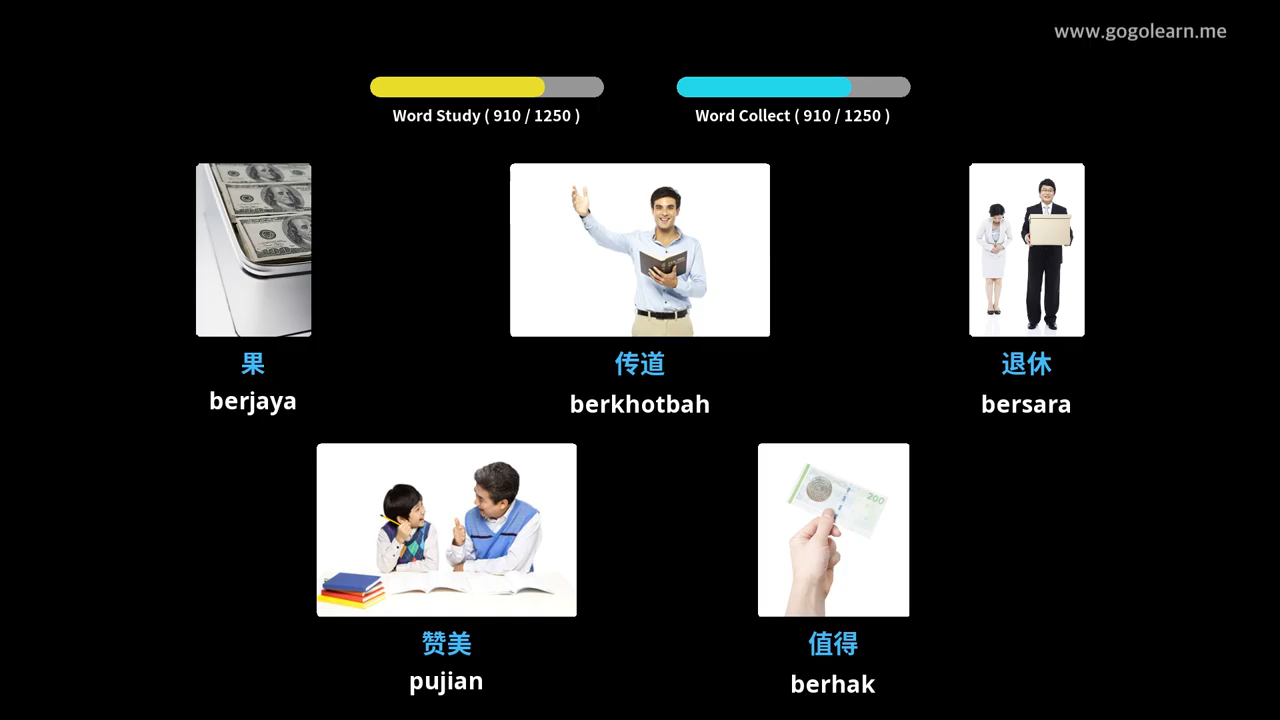 www.gogolearn.me
Word Study ( 910 / 1250 )
Word Collect ( 910 / 1250 )
果
berjaya
传道
berkhotbah
退休
bersara
200
赞美
pujian
值得
berhak